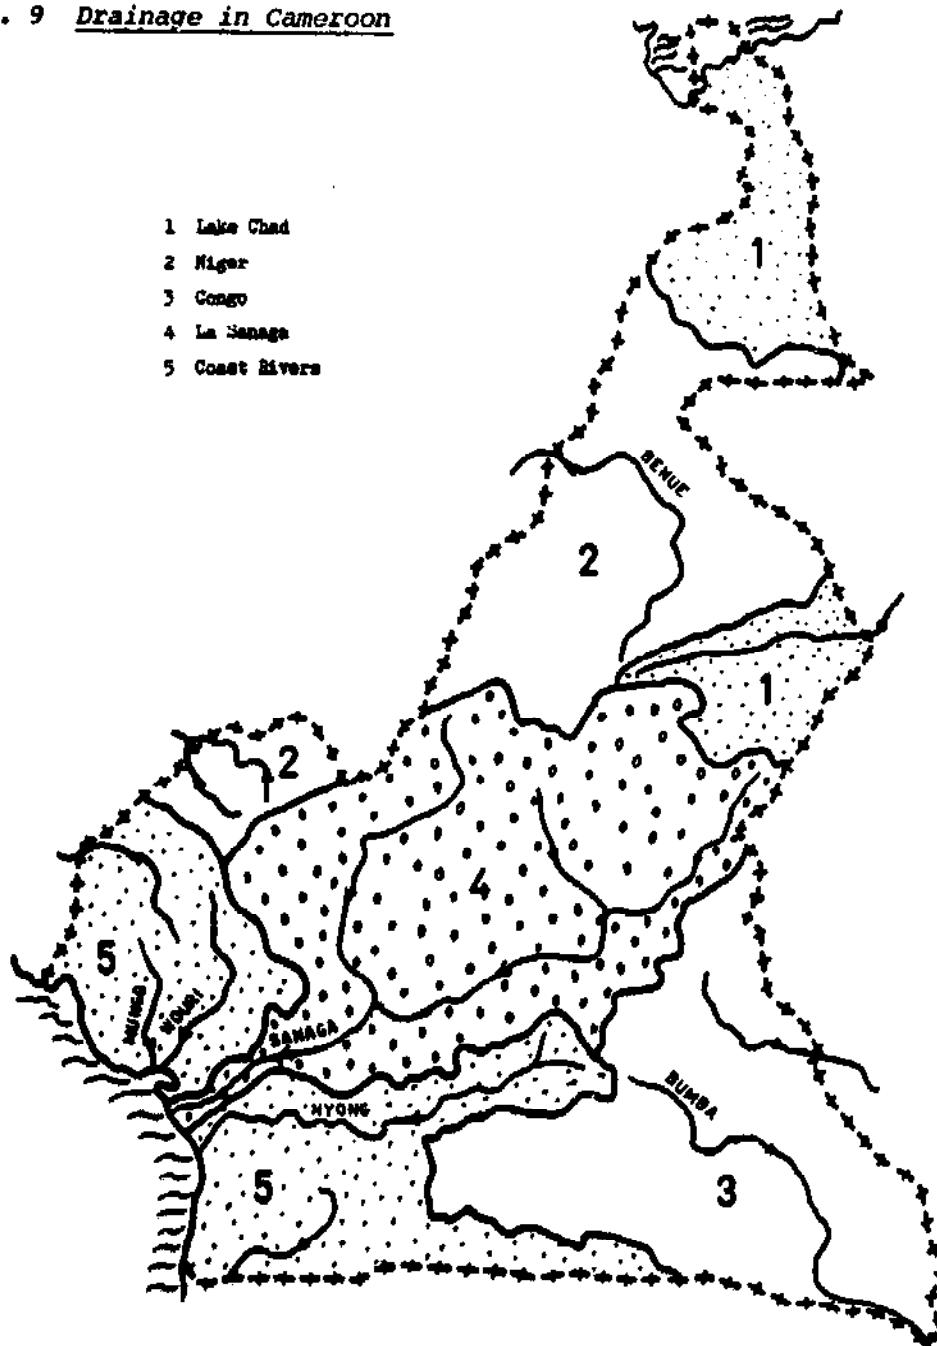 . 9 Drainage in Cameroon
1 Lake Chad
2 Niger
3 Congo
4 La Sanaga
5 Coast Rivers
1
BENUE
2
1
2
4
5
MUNGO
WOURI
SANAGA
NYONG
BUMBA
5
3